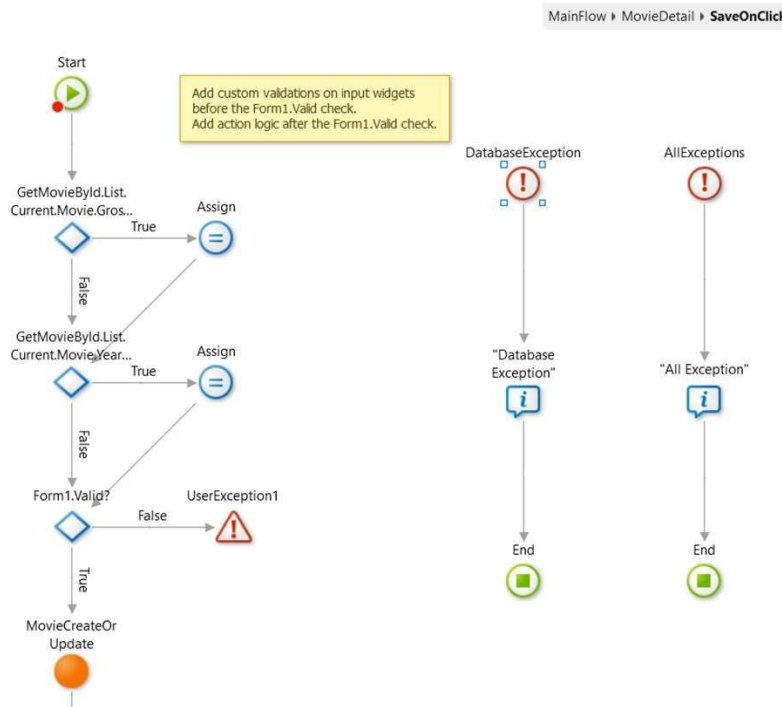 MainFlow ▸ MovieDetail ▸ SaveOnClick
Start
Add custom validations on input widgets
before the Form1.Valid check.
Add action logic after the Form1.Valid check.
DatabaseException
AllExceptions
GetMovieById.List.
Current.Movie.Gros...
True
Assign
False
GetMovieById.List.
Current.Movie.Year...
True
Assign
"Database
Exception"
"All Exception"
False
Form1.Valid?
False
UserException1
True
End
End
MovieCreateOr
Update